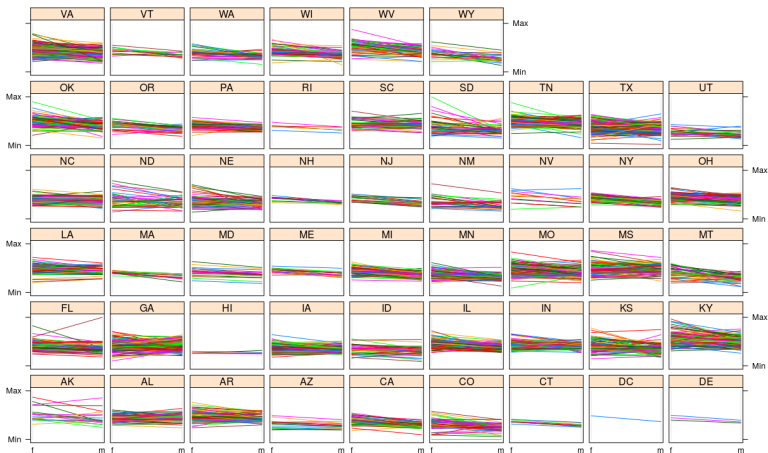 VA VT WA WI WV WY
Max
Min
OK OR PA RI SC SD TN TX UT
Max
Min
NC ND NE NH NJ NM NV NY OH
Max
Min
LA MA MD ME MI MN MO MS MT
Max
Min
FL GA HI IA ID IL IN KS KY
Max
Min
AK AL AR AZ CA CO CT DC DE
Max
Min
f m f m f m f m f m f m f m f m f m